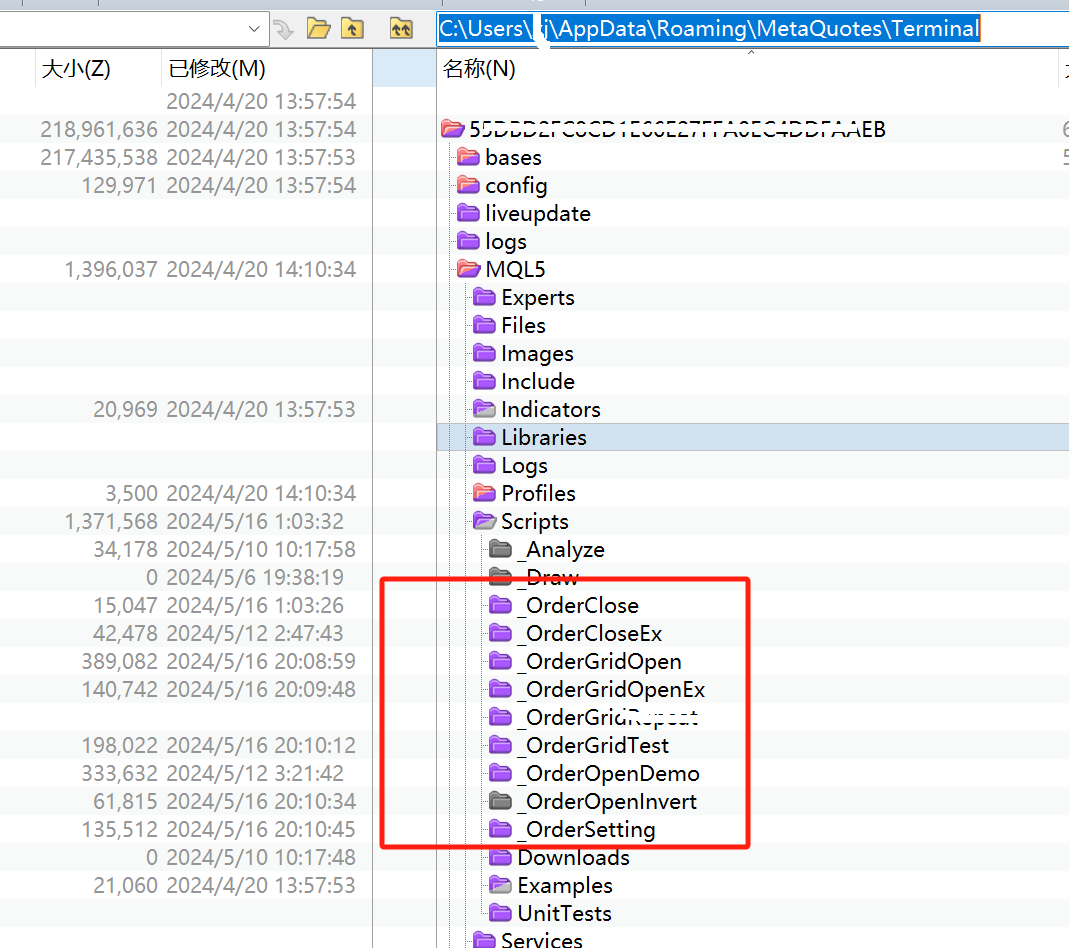 C:\Users\ j\AppData\Roaming\MetaQuotes\Terminal
大小(Z) 已修改(M) 名称(N)
2024/4/20 13:57:54
218,961,636 2024/4/20 13:57:54
217,435,538 2024/4/20 13:57:53 bases
129,971 2024/4/20 13:57:54 config
liveupdate
logs
1,396,037 2024/4/20 14:10:34 MQL5
Experts
Files
Images
Include
20,969 2024/4/20 13:57:53 Indicators
Libraries
Logs
3,500 2024/4/20 14:10:34 Profiles
1,371,568 2024/5/16 1:03:32 Scripts
34,178 2024/5/10 10:17:58 _Analyze
0 2024/5/6 19:38:19 _Draw
15,047 2024/5/16 1:03:26 _OrderClose
42,478 2024/5/12 2:47:43 _OrderCloseEx
389,082 2024/5/16 20:08:59 _OrderGridOpen
140,742 2024/5/16 20:09:48 _OrderGridOpenEx
_OrderGridRepeat
198,022 2024/5/16 20:10:12 _OrderGridTest
333,632 2024/5/12 3:21:42 _OrderOpenDemo
61,815 2024/5/16 20:10:34 _OrderOpenInvert
135,512 2024/5/16 20:10:45 _OrderSetting
0 2024/5/10 10:17:48 Downloads
21,060 2024/4/20 13:57:53 Examples
UnitTests
Services